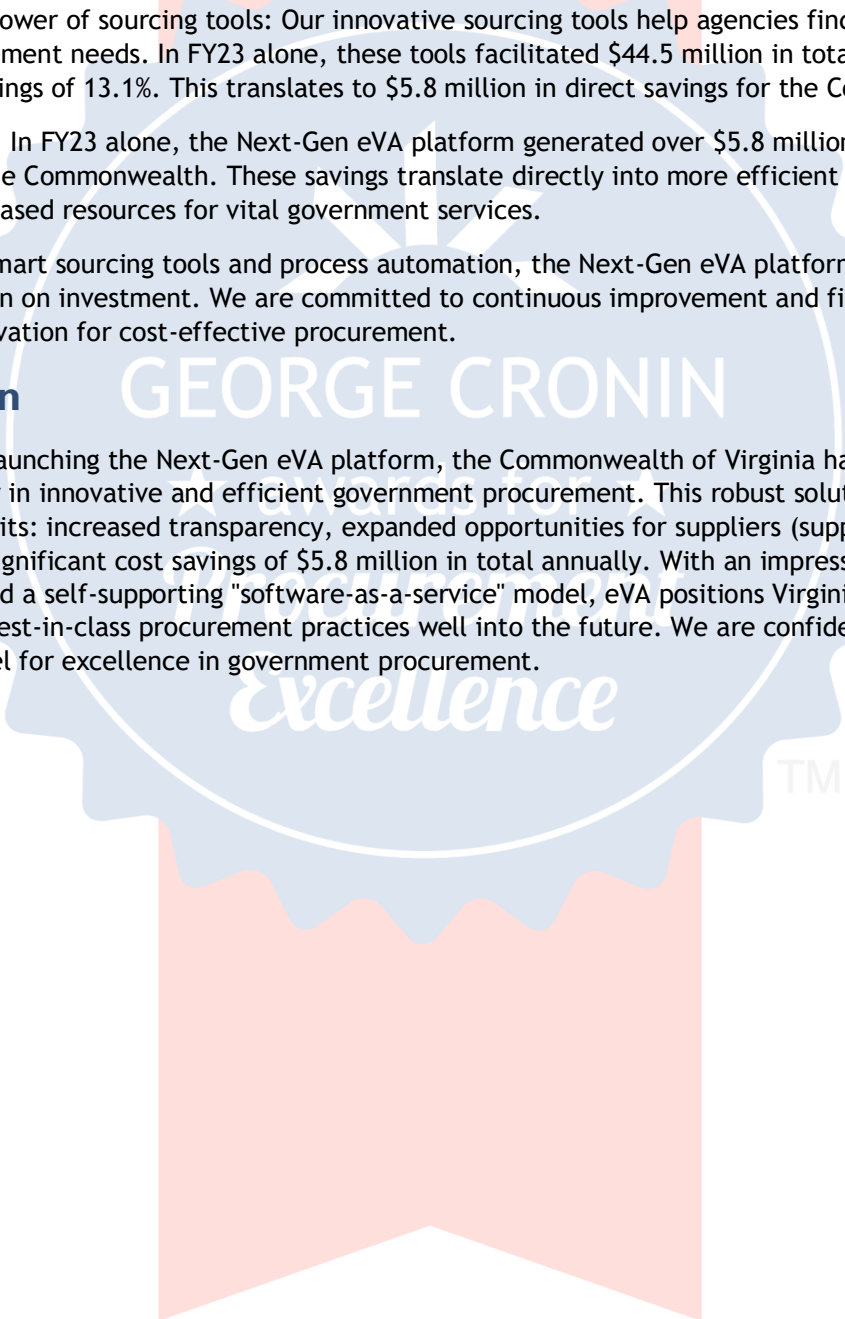 ower of sourcing tools: Our innovative sourcing tools help agencies find
ment needs. In FY23 alone, these tools facilitated $44.5 million in tota
ings of 13.1%. This translates to $5.8 million in direct savings for the Co
In FY23 alone, the Next-Gen eVA platform generated over $5.8 million
e Commonwealth. These savings translate directly into more efficient
ased resources for vital government services.
mart sourcing tools and process automation, the Next-Gen eVA platform
n on investment. We are committed to continuous improvement and fi
vation for cost-effective procurement.
GEORGE CRONIN
n
aunching the Next-Gen eVA platform, the Commonwealth of Virginia ha
r in innovative and efficient government procurement. This robust solut
awards for
its: increased transparency, expanded opportunities for suppliers (supp
ignificant cost savings of $5.8 million in total annually. With an impress
Procurement
d a self-supporting "software-as-a-service" model, eVA positions Virgini
est-in-class procurement practices well into the future. We are confide
el for excellence in government procurement.
Excellence
TM